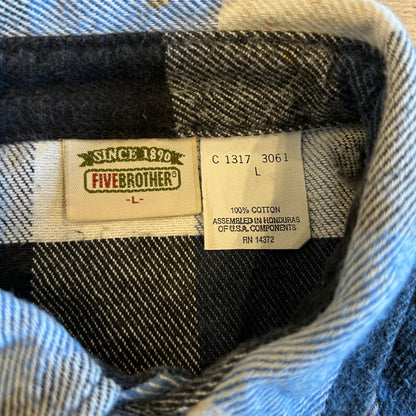 SINCE 1890
FIVEBROTHER®
-L-
C 1317 3061
L
100% COTTON
ASSEMBLED IN HONDURAS
OF U.S.A. COMPONENTS
RN 14372